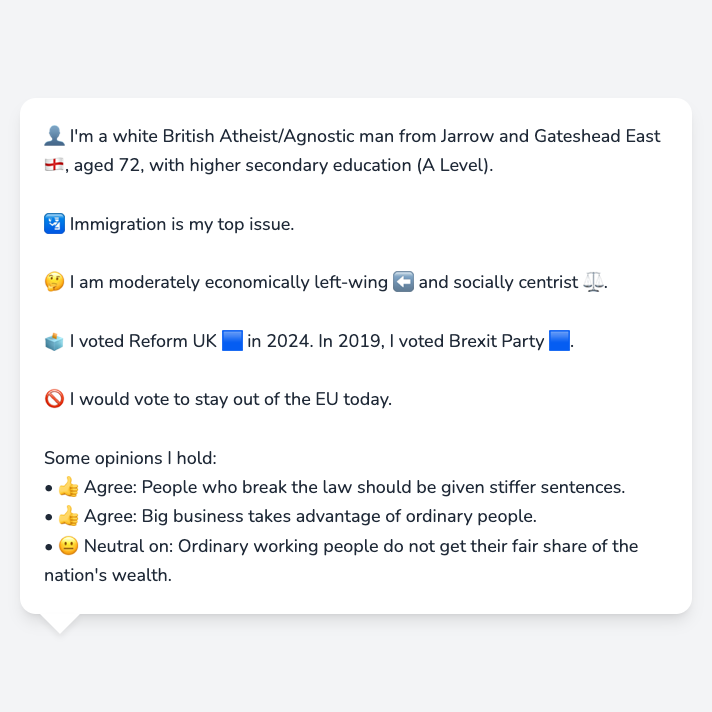 👤 I'm a white British Atheist/Agnostic man from Jarrow and Gateshead East
🏴󠁧󠁢󠁥󠁮󠁧󠁿, aged 72, with higher secondary education (A Level).
🛂 Immigration is my top issue.
🤔 I am moderately economically left-wing ⬅️ and socially centrist ⚖️.
🗳️ I voted Reform UK 🟦 in 2024. In 2019, I voted Brexit Party 🟦.
🚫 I would vote to stay out of the EU today.
Some opinions I hold:
• 👍 Agree: People who break the law should be given stiffer sentences.
• 👍 Agree: Big business takes advantage of ordinary people.
• 😐 Neutral on: Ordinary working people do not get their fair share of the
nation's wealth.